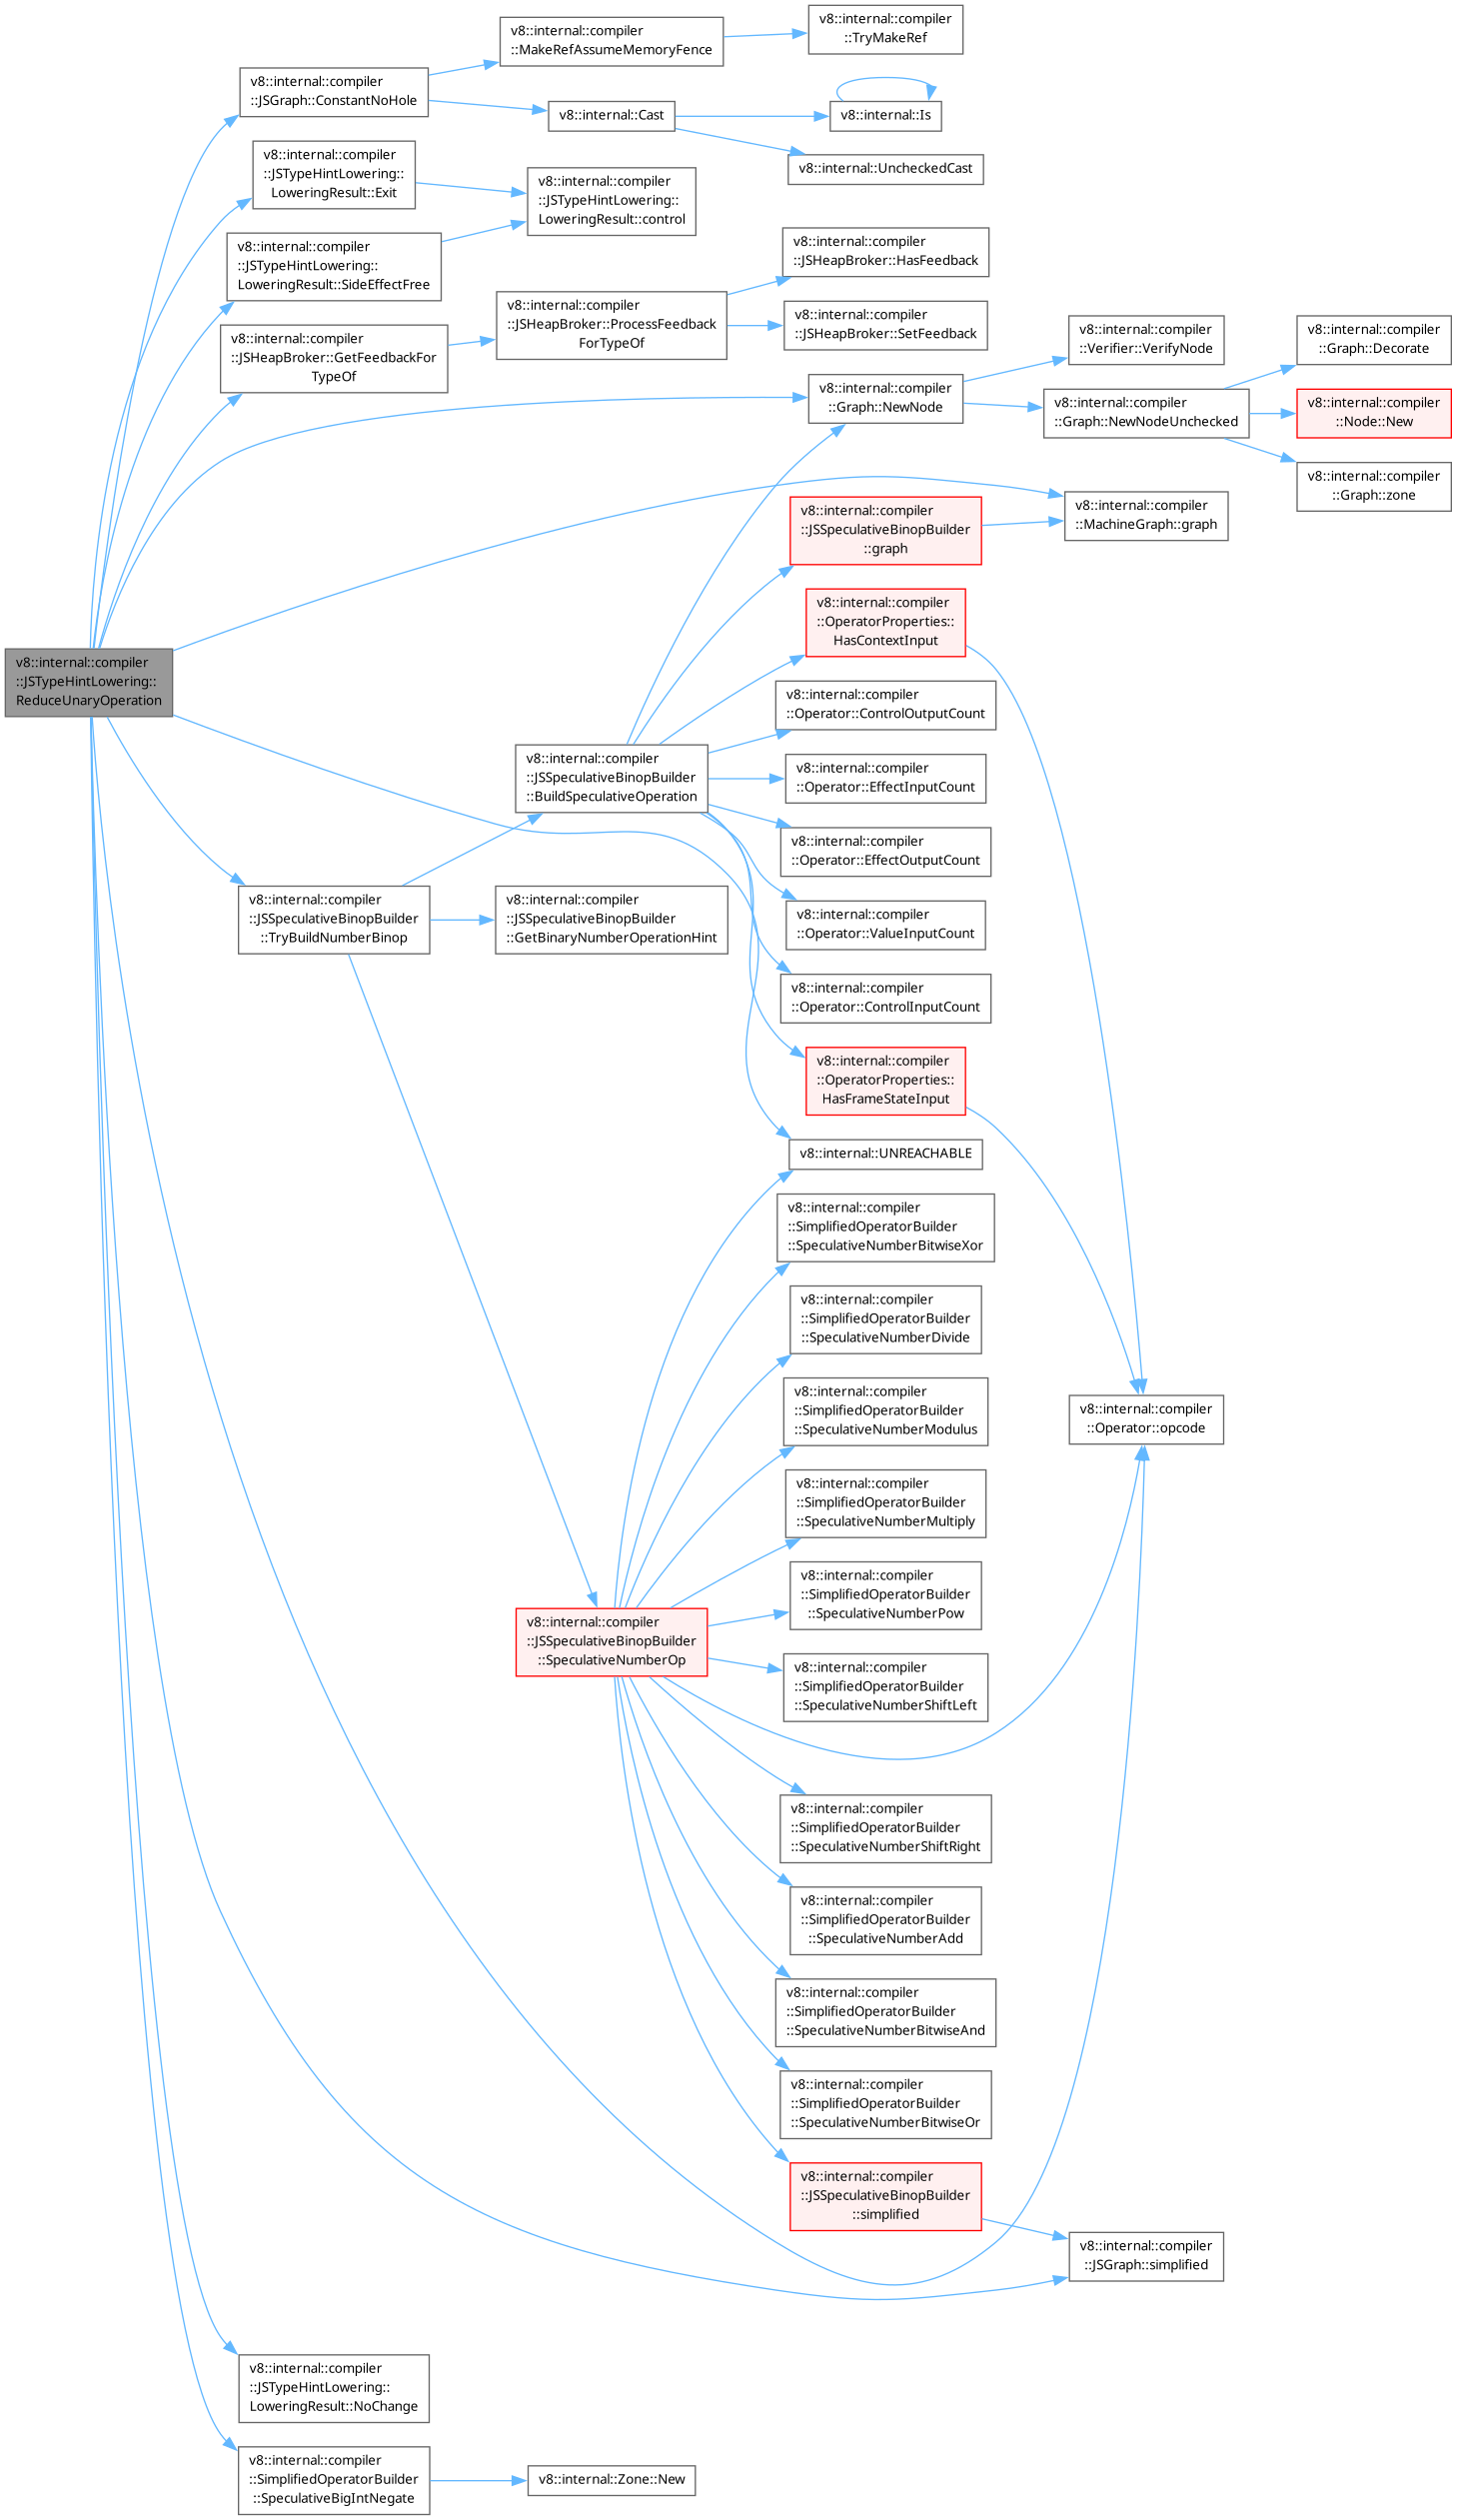 v8::internal::compiler
::JSTypeHintLowering::
ReduceUnaryOperation
v8::internal::compiler
::JSGraph::ConstantNoHole
v8::internal::compiler
::MakeRefAssumeMemoryFence
v8::internal::compiler
::TryMakeRef
v8::internal::Cast
v8::internal::Is
v8::internal::UncheckedCast
v8::internal::compiler
::JSTypeHintLowering::
LoweringResult::Exit
v8::internal::compiler
::JSTypeHintLowering::
LoweringResult::control
v8::internal::compiler
::JSTypeHintLowering::
LoweringResult::SideEffectFree
v8::internal::compiler
::JSHeapBroker::GetFeedbackFor
TypeOf
v8::internal::compiler
::JSHeapBroker::ProcessFeedback
ForTypeOf
v8::internal::compiler
::JSHeapBroker::HasFeedback
v8::internal::compiler
::JSHeapBroker::SetFeedback
v8::internal::compiler
::Graph::NewNode
v8::internal::compiler
::Verifier::VerifyNode
v8::internal::compiler
::Graph::NewNodeUnchecked
v8::internal::compiler
::Graph::Decorate
v8::internal::compiler
::Node::New
v8::internal::compiler
::Graph::zone
v8::internal::compiler
::MachineGraph::graph
v8::internal::compiler
::JSSpeculativeBinopBuilder
::graph
v8::internal::compiler
::OperatorProperties::
HasContextInput
v8::internal::compiler
::Operator::ControlOutputCount
v8::internal::compiler
::JSSpeculativeBinopBuilder
::BuildSpeculativeOperation
v8::internal::compiler
::Operator::EffectInputCount
v8::internal::compiler
::Operator::EffectOutputCount
v8::internal::compiler
::JSSpeculativeBinopBuilder
::TryBuildNumberBinop
v8::internal::compiler
::JSSpeculativeBinopBuilder
::GetBinaryNumberOperationHint
v8::internal::compiler
::Operator::ValueInputCount
v8::internal::compiler
::Operator::ControlInputCount
v8::internal::compiler
::OperatorProperties::
HasFrameStateInput
v8::internal::UNREACHABLE
v8::internal::compiler
::SimplifiedOperatorBuilder
::SpeculativeNumberBitwiseXor
v8::internal::compiler
::SimplifiedOperatorBuilder
::SpeculativeNumberDivide
v8::internal::compiler
::SimplifiedOperatorBuilder
::SpeculativeNumberModulus
v8::internal::compiler
::Operator::opcode
v8::internal::compiler
::SimplifiedOperatorBuilder
::SpeculativeNumberMultiply
v8::internal::compiler
::SimplifiedOperatorBuilder
::SpeculativeNumberPow
v8::internal::compiler
::JSSpeculativeBinopBuilder
::SpeculativeNumberOp
v8::internal::compiler
::SimplifiedOperatorBuilder
::SpeculativeNumberShiftLeft
v8::internal::compiler
::SimplifiedOperatorBuilder
::SpeculativeNumberShiftRight
v8::internal::compiler
::SimplifiedOperatorBuilder
::SpeculativeNumberAdd
v8::internal::compiler
::SimplifiedOperatorBuilder
::SpeculativeNumberBitwiseAnd
v8::internal::compiler
::SimplifiedOperatorBuilder
::SpeculativeNumberBitwiseOr
v8::internal::compiler
::JSSpeculativeBinopBuilder
::simplified
v8::internal::compiler
::JSGraph::simplified
v8::internal::compiler
::JSTypeHintLowering::
LoweringResult::NoChange
v8::internal::compiler
::SimplifiedOperatorBuilder
::SpeculativeBigIntNegate
v8::internal::Zone::New